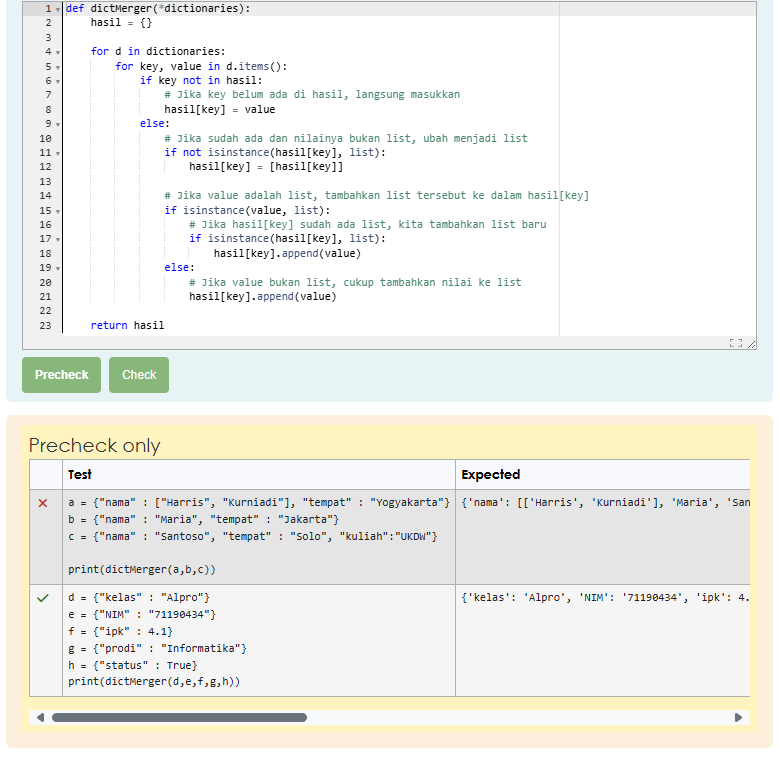 1 def dictMerger(*dictionaries):
2 hasil = {}
3
4 for d in dictionaries:
5 for key, value in d.items():
6 if key not in hasil:
7 # Jika key belum ada di hasil, langsung masukkan
8 hasil[key] = value
9 else:
10 # Jika sudah ada dan nilainya bukan list, ubah menjadi list
11 if not isinstance(hasil[key], list):
12 hasil[key] = [hasil[key]]
13
14 # Jika value adalah list, tambahkan list tersebut ke dalam hasil[key]
15 if isinstance(value, list):
16 # Jika hasil[key] sudah ada list, kita tambahkan list baru
17 if isinstance(hasil[key], list):
18 hasil[key].append(value)
19 else:
20 # Jika value bukan list, cukup tambahkan nilai ke list
21 hasil[key].append(value)
22
23 return hasil
Precheck Check
Precheck only
Test Expected
a = {"nama" : ["Harris", "Kurniadi"], "tempat" : "Yogyakarta"} {'nama': [['Harris', 'Kurniadi'], 'Maria', 'San
b = {"nama" : "Maria", "tempat" : "Jakarta"}
c = {"nama" : "Santoso", "tempat" : "Solo", "kuliah":"UKDW"}
print(dictMerger(a,b,c))
d = {"kelas" : "Alpro"} {'kelas': 'Alpro', 'NIM': '71190434', 'ipk': 4.
e = {"NIM" : "71190434"}
f = {"ipk" : 4.1}
g = {"prodi" : "Informatika"}
h = {"status" : True}
print(dictMerger(d,e,f,g,h))